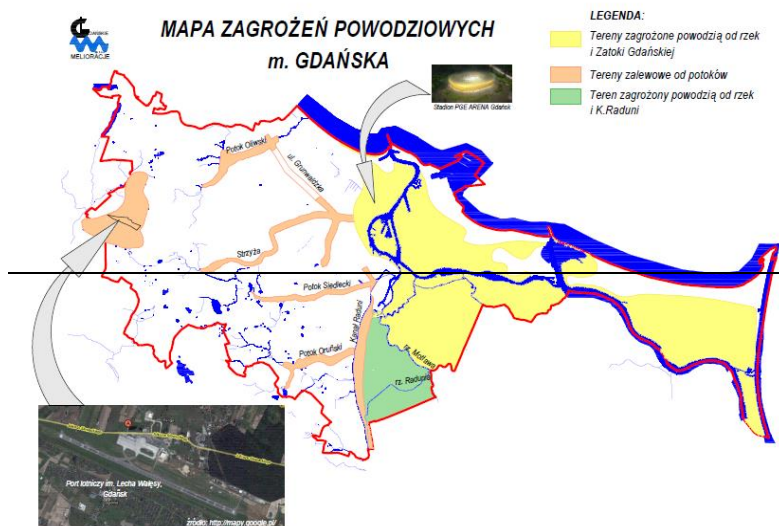 GDAŃSKIE
MELIORACJE
MAPA ZAGROŻEŃ POWODZIOWYCH
m. GDAŃSKA
LEGENDA:
Tereny zagrożone powodzią od rzek
i Zatoki Gdańskiej
Tereny zalewowe od potoków
Teren zagrożony powodzią od rzek
i K.Raduni
Stadion PGE ARENA Gdańsk
Potok Oliwski
ul. Grunwaldzka
Strzyża
Potok Siedlecki
Kanał Raduni
Potok Oruński
rz. Motława
rz. Radunia
Port lotniczy im. Lecha Wałęsy,
Gdańsk
źródło: http://mapy.google.pl/